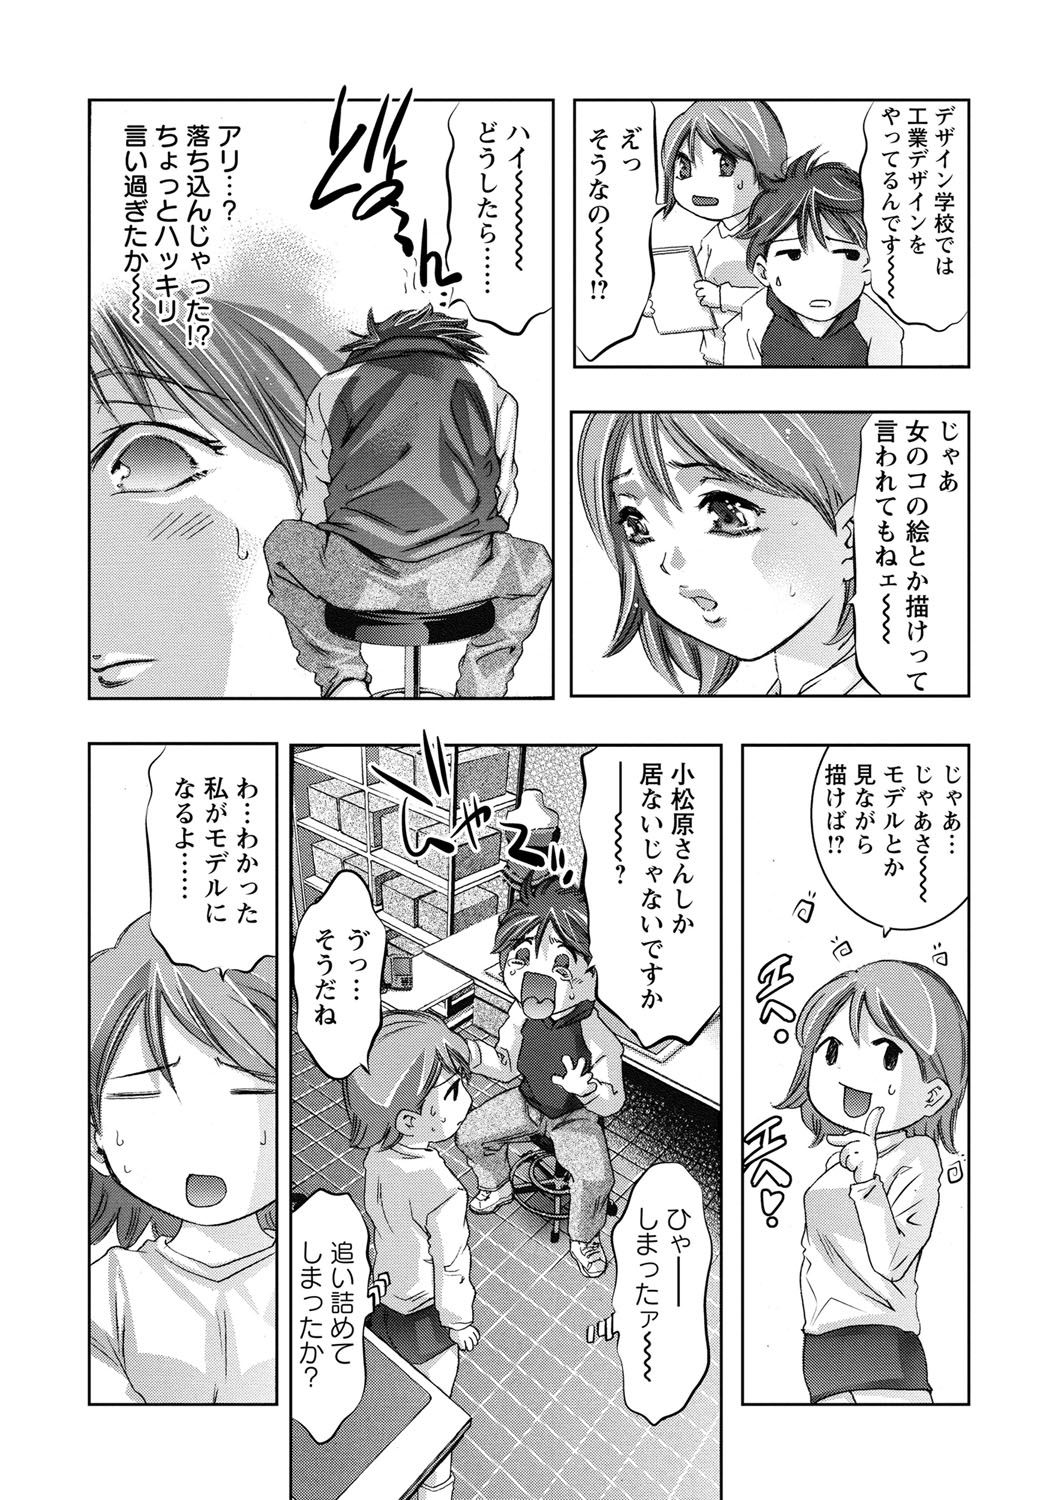 デザイン学校では
工業デザインを
やってるんです〜〜
え゛っ
そうなの〜〜!?
じゃあ
女のコの絵とか描けって
言われてもねェ〜〜
ハイ〜〜〜
どうしたら……
どよ〜ん
アリ…?
落ち込んじゃった!?
ちょっとハッキリ
言い過ぎたか〜〜
じゃあ…
じゃあさ〜〜
モデルとか
見ながら
描けば!?
エヘ・
エヘ♡・
小松原さんしか
居ないじゃないですか
――〜〜?
いやで
ゔっ…
そうだね
ひゃ――
しまったァ〜〜
追い詰めて
しまったか?
わ…わかった
私がモデルに
なるよ……